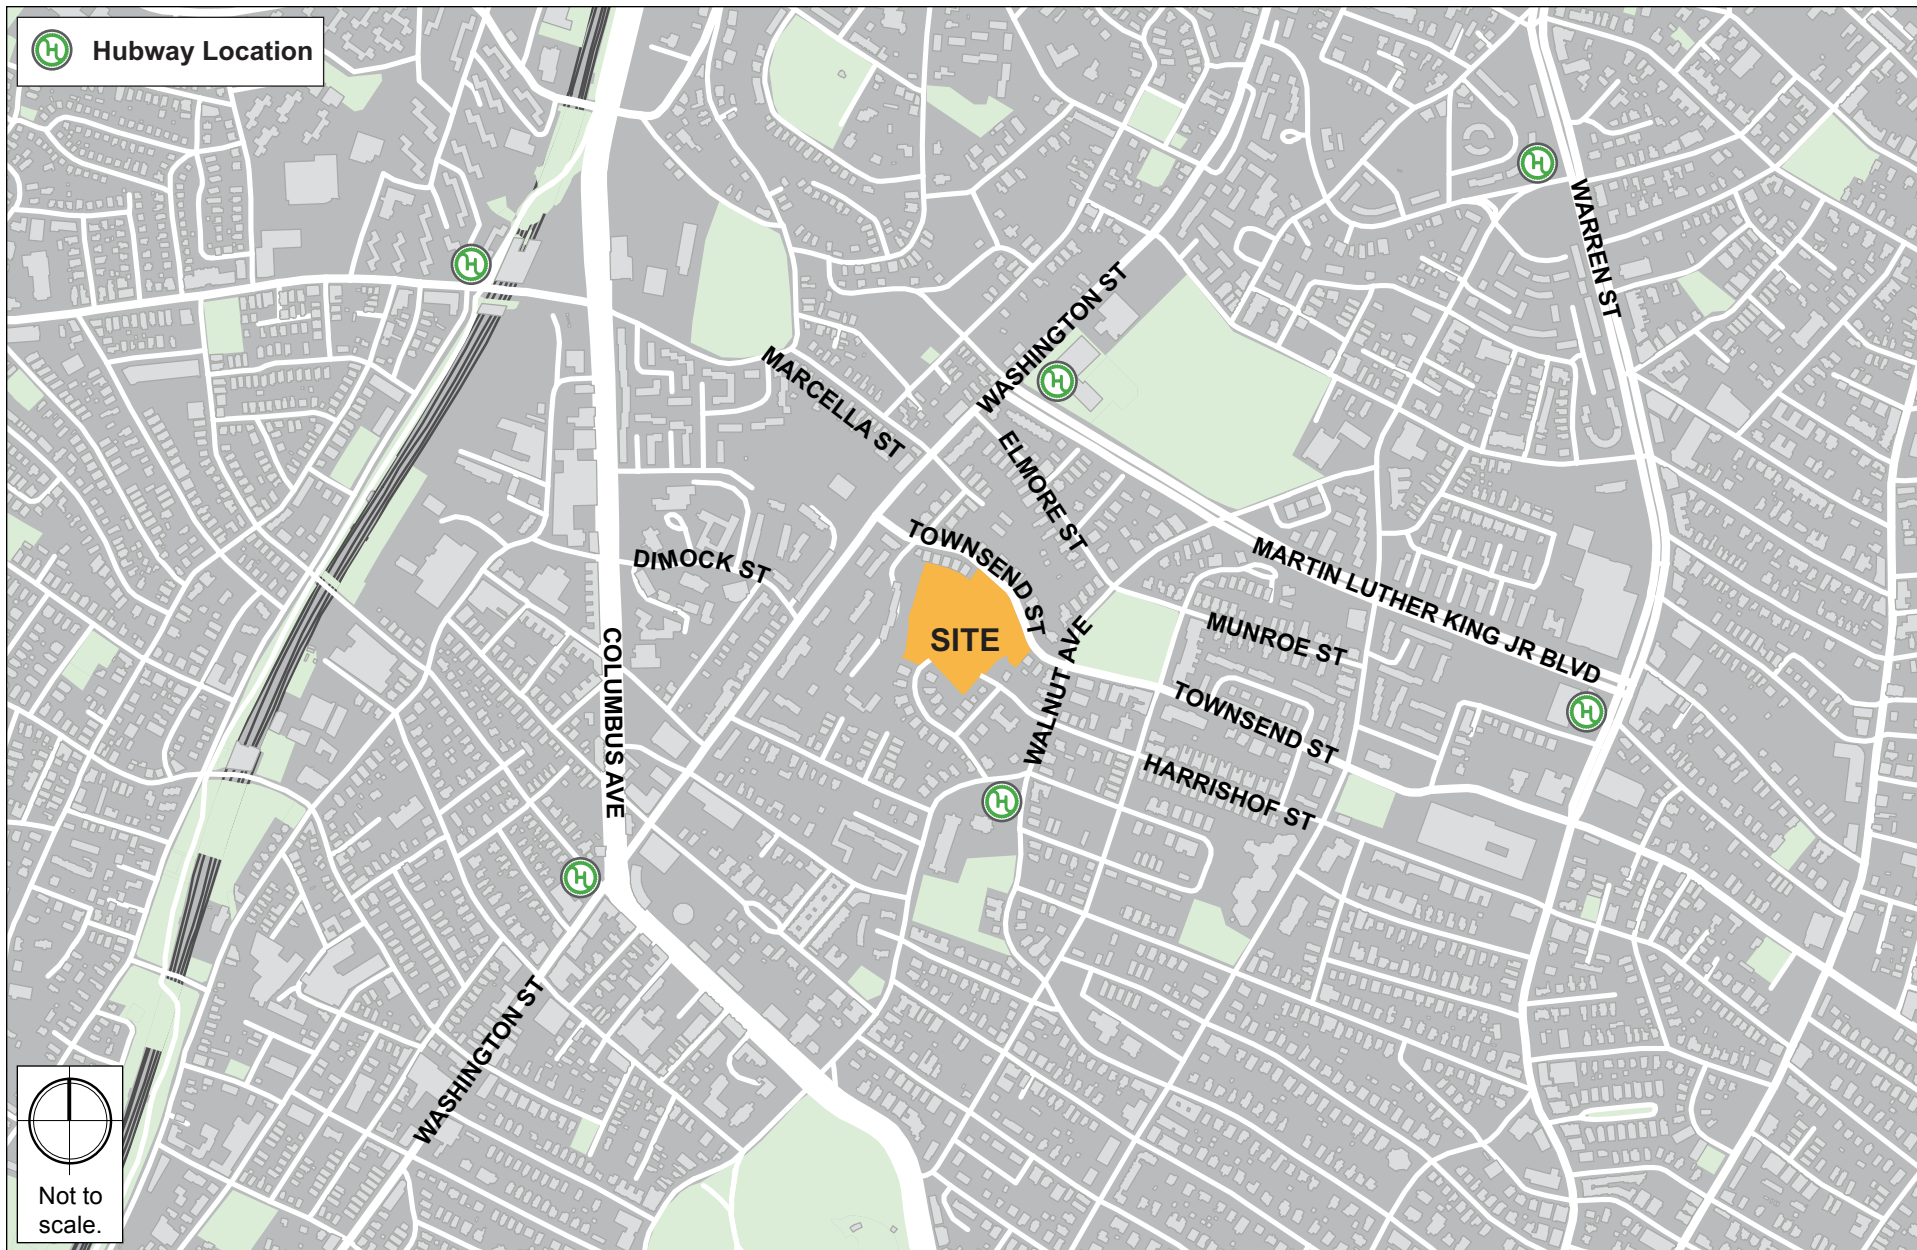 Hubway Location
WARREN ST
WASHINGTON ST
MARCELLA ST
ELMORE ST
TOWNSEND ST
DIMOCK ST
MARTIN LUTHER KING JR BLVD
SITE
MUNROE ST
WALNUT AVE
COLUMBUS AVE
TOWNSEND ST
HARRISHOF ST
WASHINGTON ST
Not to
scale.